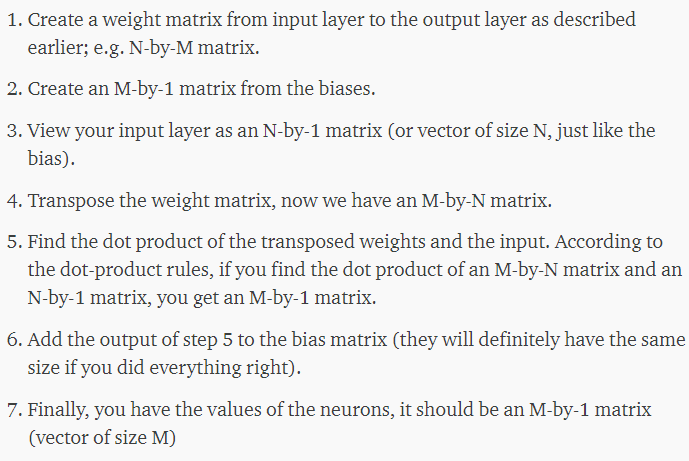 1. Create a weight matrix from input layer to the output layer as described
earlier; e.g. N-by-M matrix.
2. Create an M-by-1 matrix from the biases.
3. View your input layer as an N-by-1 matrix (or vector of size N, just like the
bias).
4. Transpose the weight matrix, now we have an M-by-N matrix.
5. Find the dot product of the transposed weights and the input. According to
the dot-product rules, if you find the dot product of an M-by-N matrix and an
N-by-1 matrix, you get an M-by-1 matrix.
6. Add the output of step 5 to the bias matrix (they will definitely have the same
size if you did everything right).
7. Finally, you have the values of the neurons, it should be an M-by-1 matrix
(vector of size M)